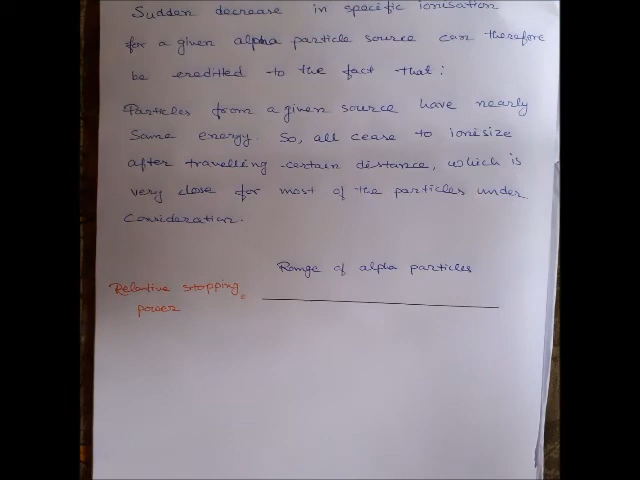 Sudden decrease in specific ionisation
for a given alpha particle source can therefore
be creditted to the fact that:
Particles from a given source have nearly
same energy. So, all cease to ionisize
after travelling certain distance, which is
very close for most of the particles under
consideration.
Range of alpha particles
Relantive stopping =
power